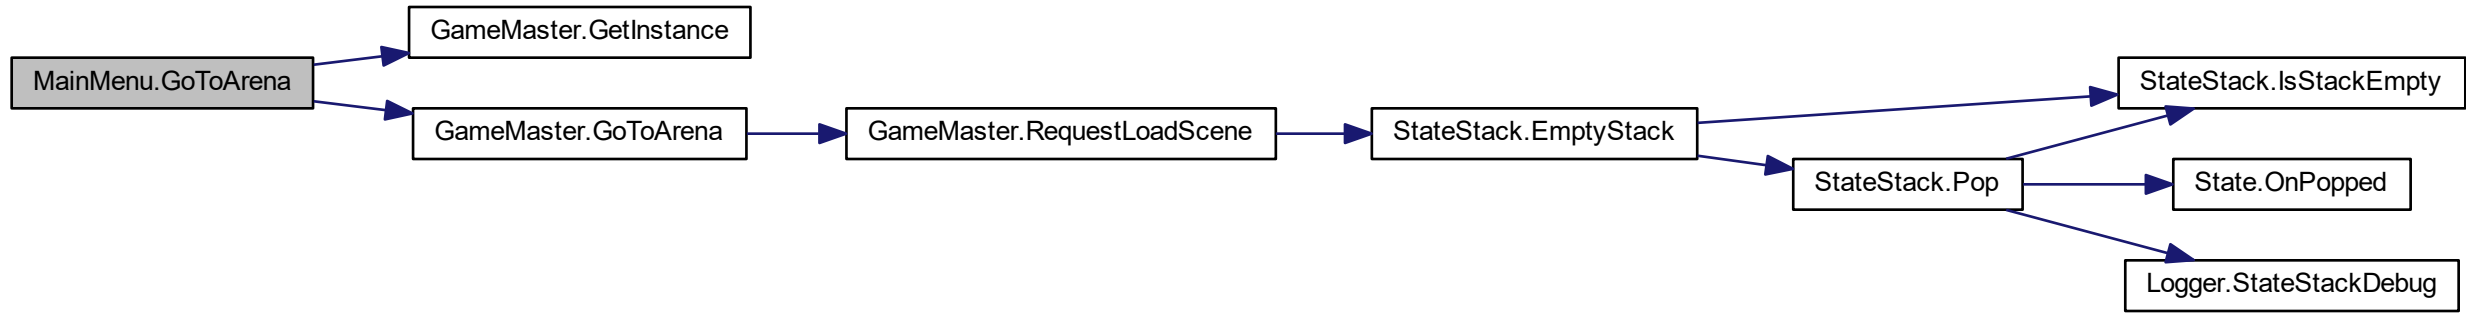 GameMaster.GetInstance
MainMenu.GoToArena
GameMaster.GoToArena
GameMaster.RequestLoadScene
StateStack.EmptyStack
StateStack.IsStackEmpty
StateStack.Pop
State.OnPopped
Logger.StateStackDebug